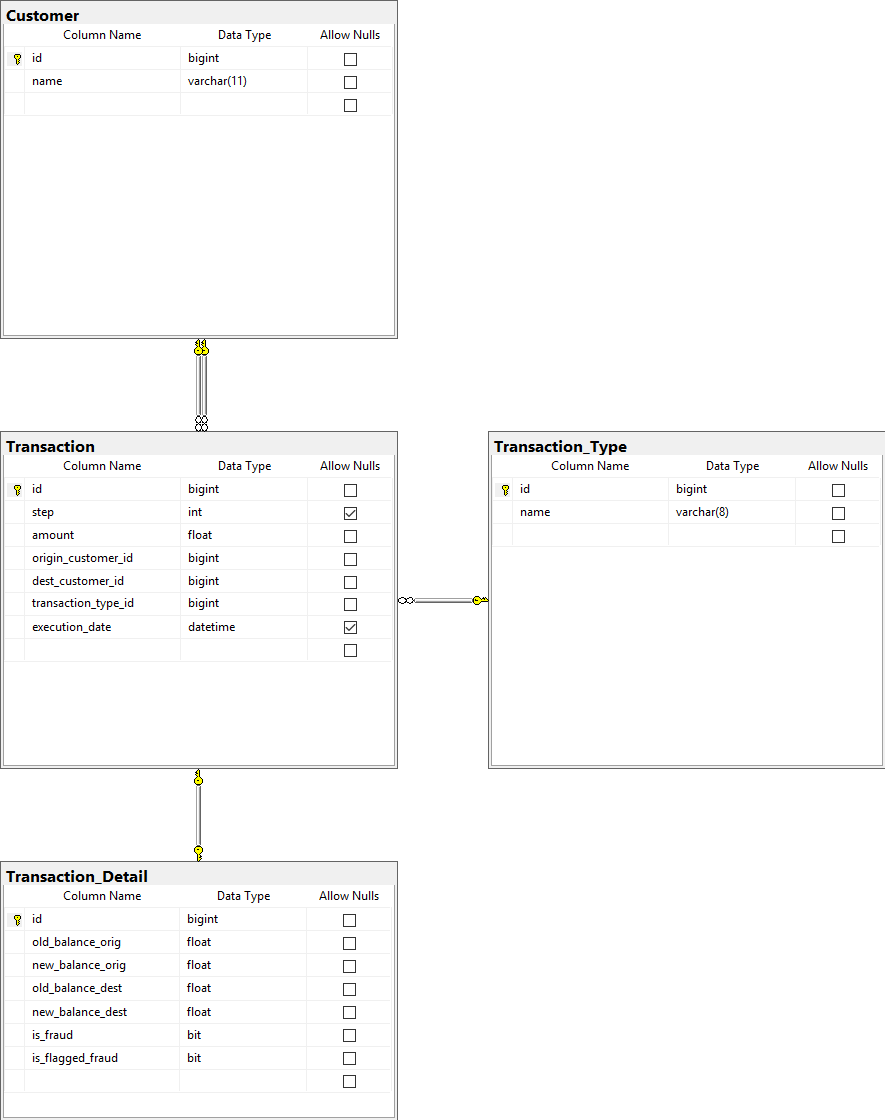 Customer
Column Name Data Type Allow Nulls
id bigint
name varchar(11)
Transaction
Column Name Data Type Allow Nulls
id bigint
step int
amount float
origin_customer_id bigint
dest_customer_id bigint
transaction_type_id bigint
execution_date datetime
Transaction_Type
Column Name Data Type Allow Nulls
id bigint
name varchar(8)
Transaction_Detail
Column Name Data Type Allow Nulls
id bigint
old_balance_orig float
new_balance_orig float
old_balance_dest float
new_balance_dest float
is_fraud bit
is_flagged_fraud bit